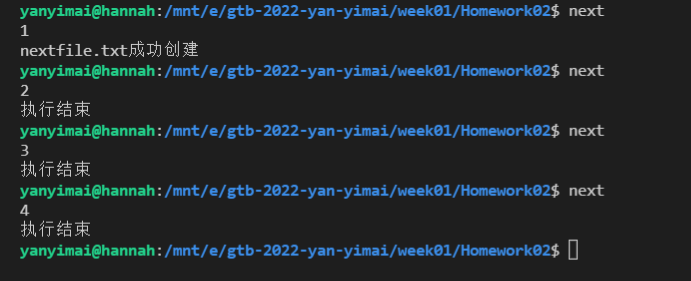 yanyimai@hannah:/mnt/e/gtb-2022-yan-yimai/week01/Homework02$ next
1
nextfile.txt成功创建
yanyimai@hannah:/mnt/e/gtb-2022-yan-yimai/week01/Homework02$ next
2
执行结束
yanyimai@hannah:/mnt/e/gtb-2022-yan-yimai/week01/Homework02$ next
3
执行结束
yanyimai@hannah:/mnt/e/gtb-2022-yan-yimai/week01/Homework02$ next
4
执行结束
yanyimai@hannah:/mnt/e/gtb-2022-yan-yimai/week01/Homework02$